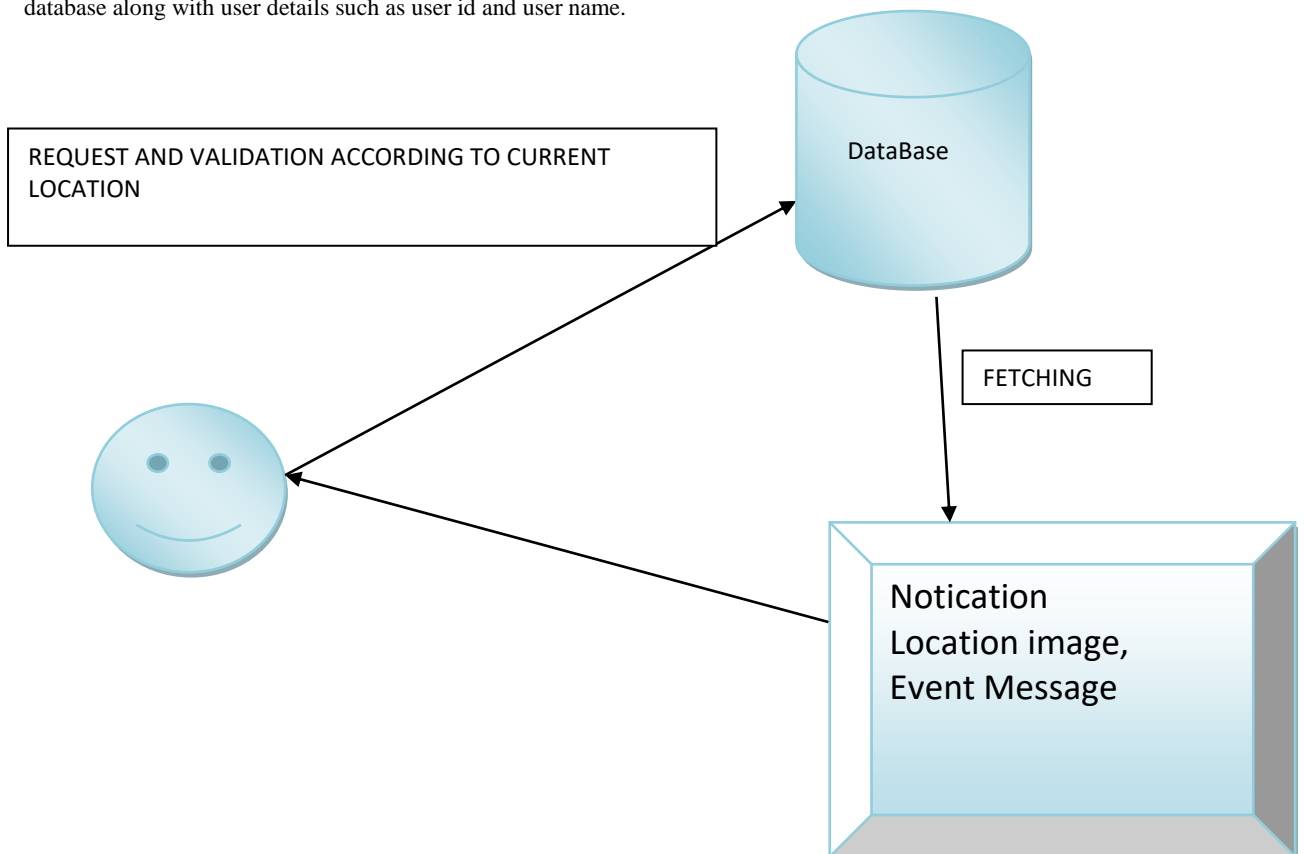 database along with user details such as user id and user name.
DataBase
REQUEST AND VALIDATION ACCORDING TO CURRENT
LOCATION
FETCHING
Notication
Location image,
Event Message